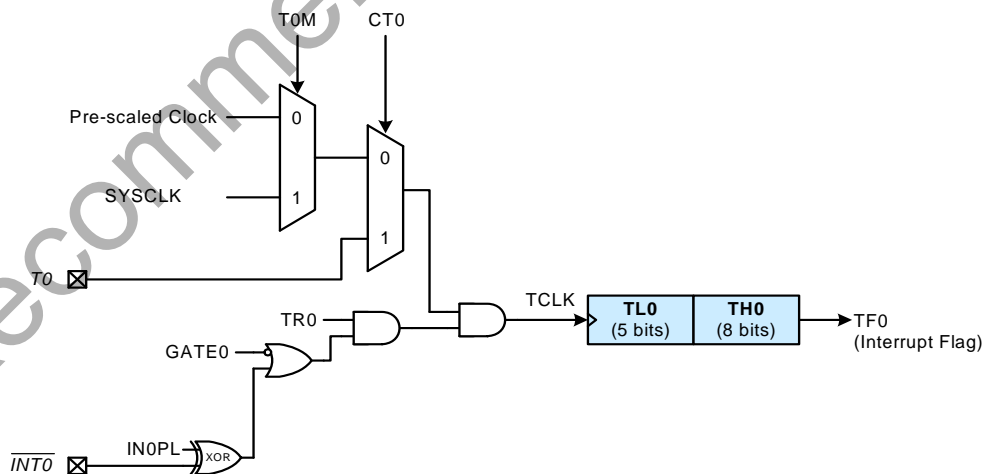 T0M CT0
Pre-scaled Clock 0
0
SYSCLK 1
1
T0
TCLK TL0 TH0
TR0 (5 bits) (8 bits) TF0
(Interrupt Flag)
GATE0
IN0PL XOR
INT0
ecomme